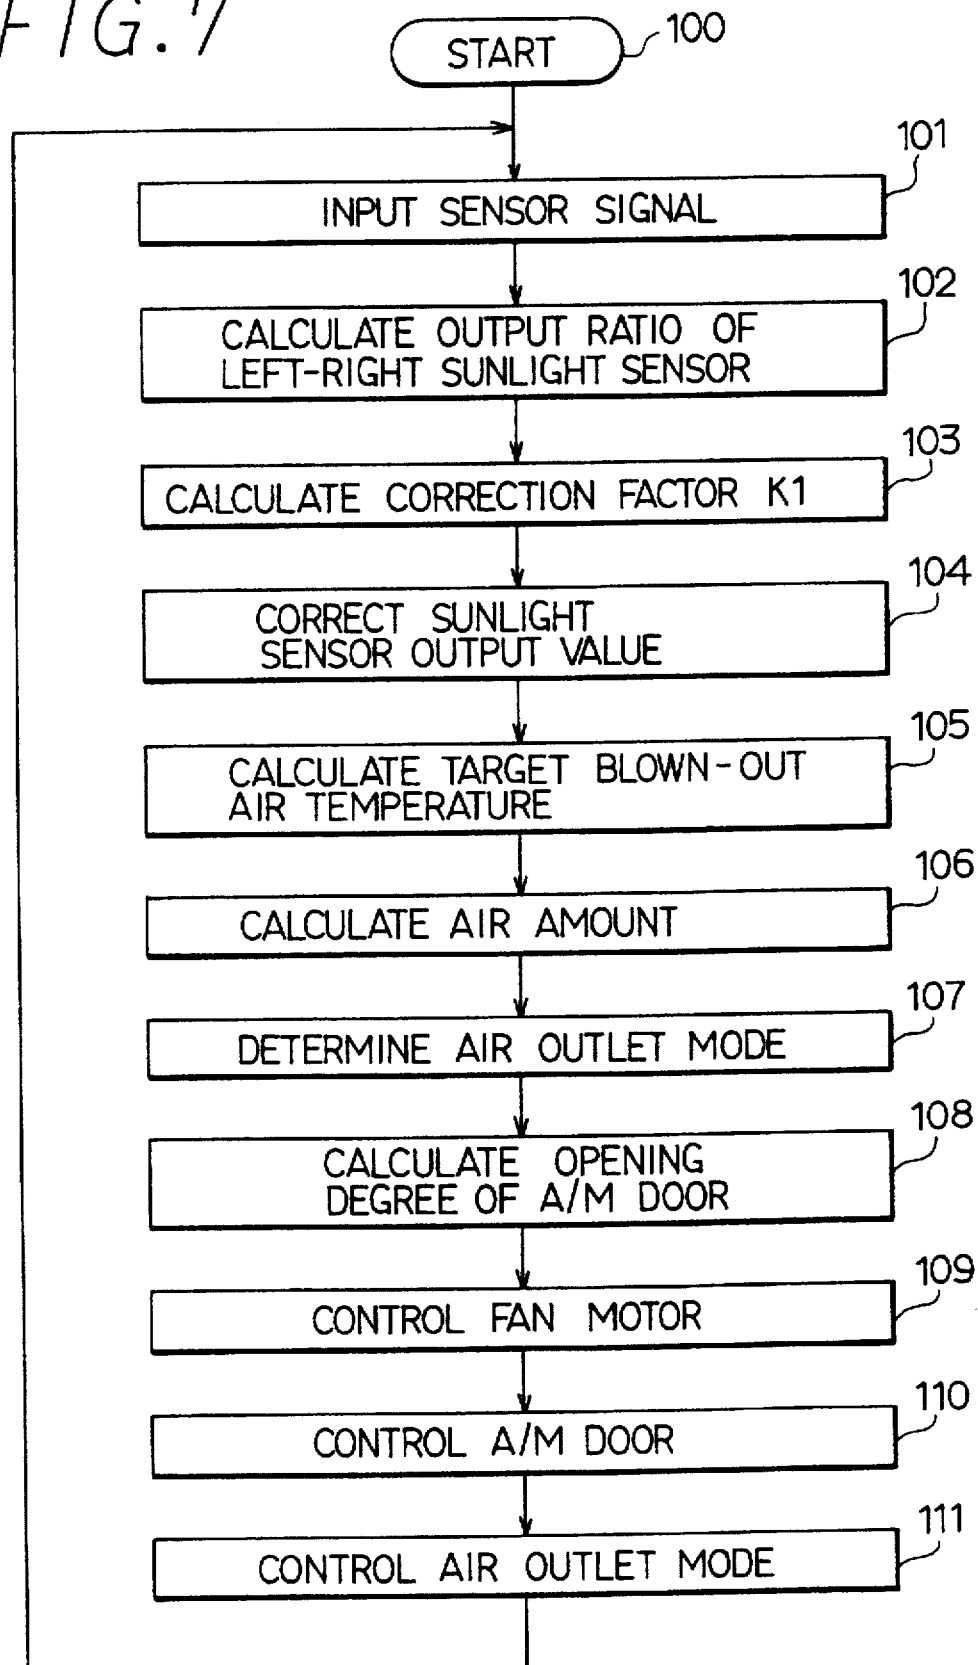 FIG. 7
START
100
101
INPUT SENSOR SIGNAL
102
CALCULATE OUTPUT RATIO OF
LEFT-RIGHT SUNLIGHT SENSOR
103
CALCULATE CORRECTION FACTOR K1
104
CORRECT SUNLIGHT
SENSOR OUTPUT VALUE
105
CALCULATE TARGET BLOWN-OUT
AIR TEMPERATURE
106
CALCULATE AIR AMOUNT
107
DETERMINE AIR OUTLET MODE
108
CALCULATE OPENING
DEGREE OF A/M DOOR
109
CONTROL FAN MOTOR
110
CONTROL A/M DOOR
111
CONTROL AIR OUTLET MODE